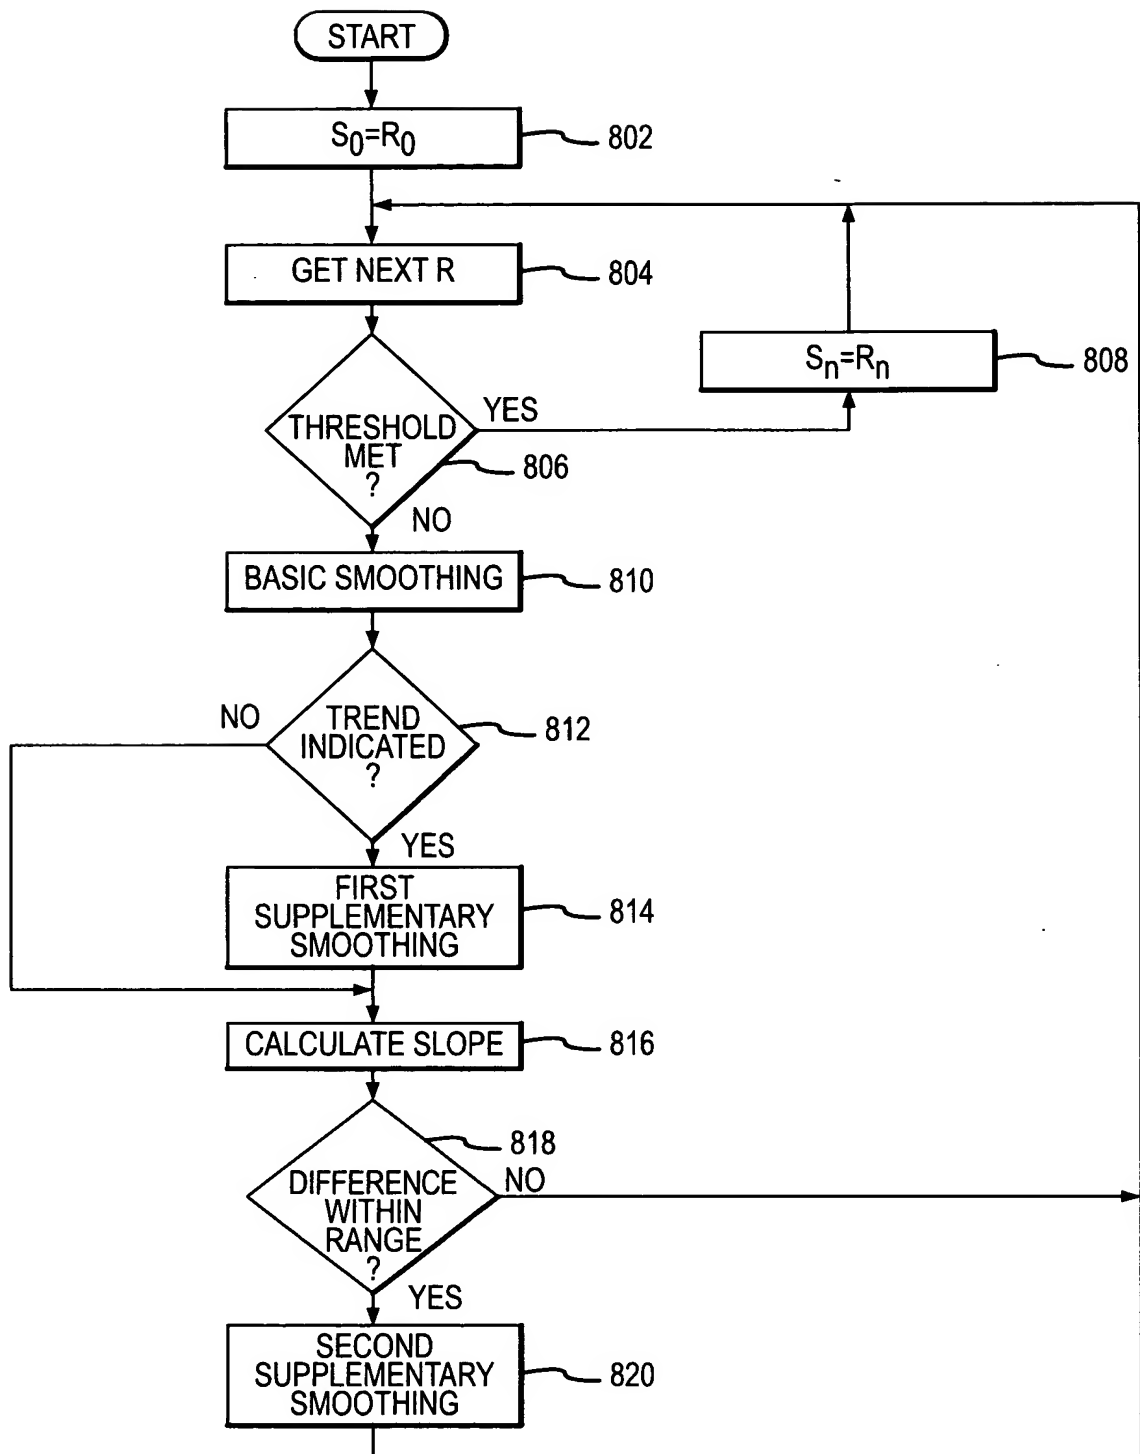 START
S0=R0
802
GET NEXT R
804
Sn=Rn
808
YES
THRESHOLD
MET
?
806
NO
BASIC SMOOTHING
810
NO
TREND
INDICATED
?
812
YES
FIRST
SUPPLEMENTARY
SMOOTHING
814
CALCULATE SLOPE
816
818
DIFFERENCE
WITHIN
RANGE
?
NO
YES
SECOND
SUPPLEMENTARY
SMOOTHING
820